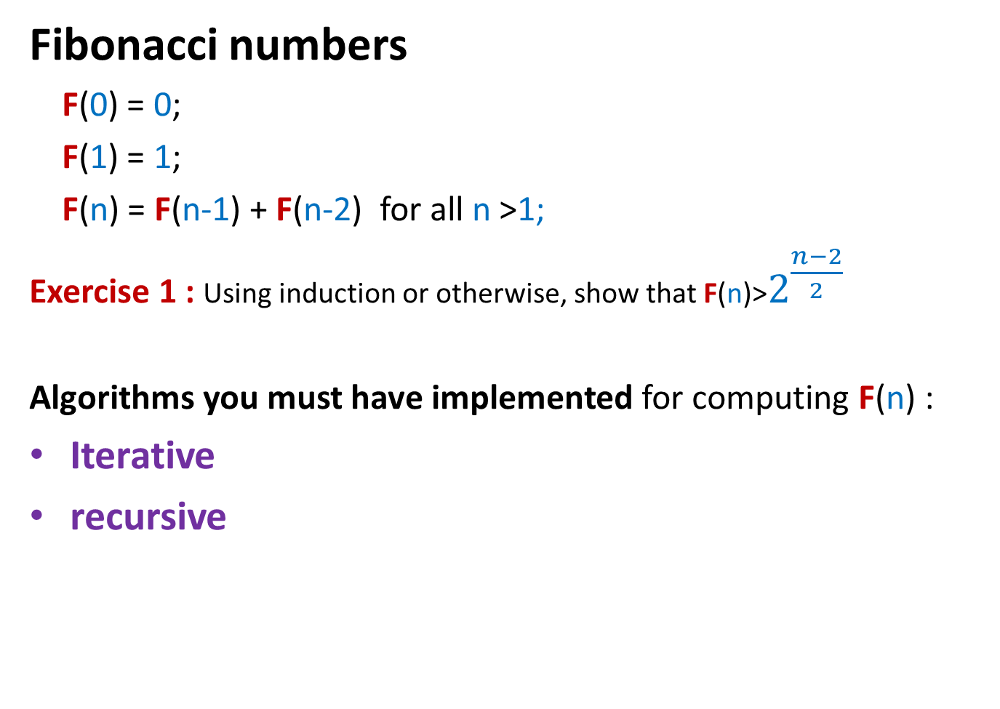 Fibonacci numbers
F(0) = 0;
F(1) = 1;
F(n) = F(n-1) + F(n-2) for all n >1;
Exercise 1 : Using induction or otherwise, show that F(n)>2^((n−2)/2)
Algorithms you must have implemented for computing F(n) :
• Iterative
• recursive